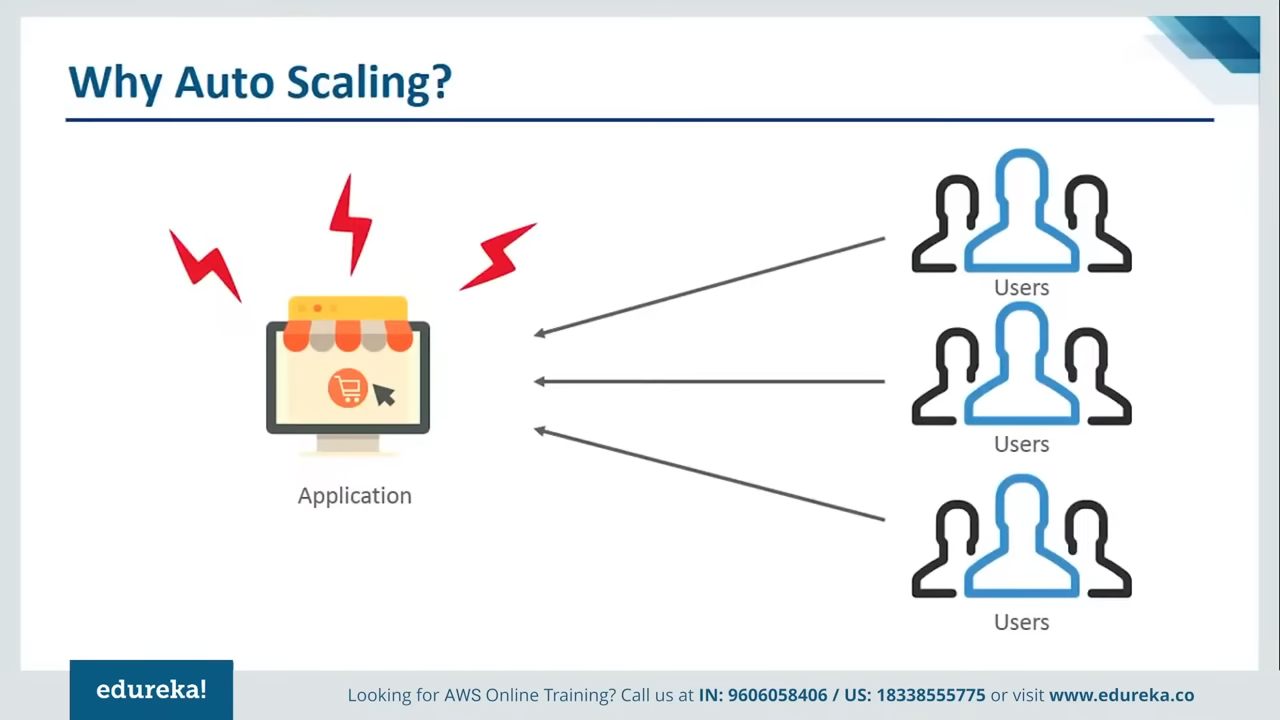 Why Auto Scaling?
Users
Users
Application
Users
edureka!
Looking for AWS Online Training? Call us at IN: 9606058406 / US: 18338555775 or visit www.edureka.co